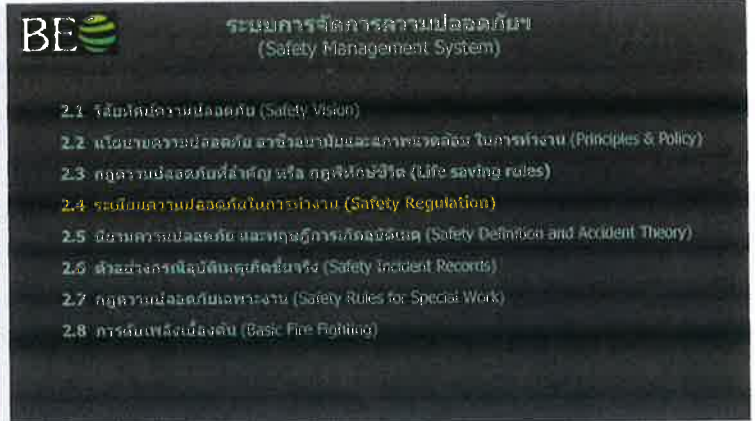 BE
ระบบการจัดการความปลอดภัยฯ
(Safety Management System)
2.1 วิสัยทัศน์ความปลอดภัย (Safety Vision)
2.2 นโยบายความปลอดภัย อาชีวอนามัยและสภาพแวดล้อม ในการทำงาน (Principles & Policy)
2.3 กฎความปลอดภัยที่สำคัญ หรือ กฎพิทักษ์ชีวิต (Life saving rules)
2.4 ระเบียบความปลอดภัยในการทำงาน (Safety Regulation)
2.5 นิยามความปลอดภัย และทฤษฎีการเกิดอุบัติเหตุ (Safety Definition and Accident Theory)
2.6 ตัวอย่างกรณีอุบัติเหตุเกิดขึ้นจริง (Safety Incident Records)
2.7 กฎความปลอดภัยเฉพาะงาน (Safety Rules for Special Work)
2.8 การดับเพลิงเบื้องต้น (Basic Fire Fighting)